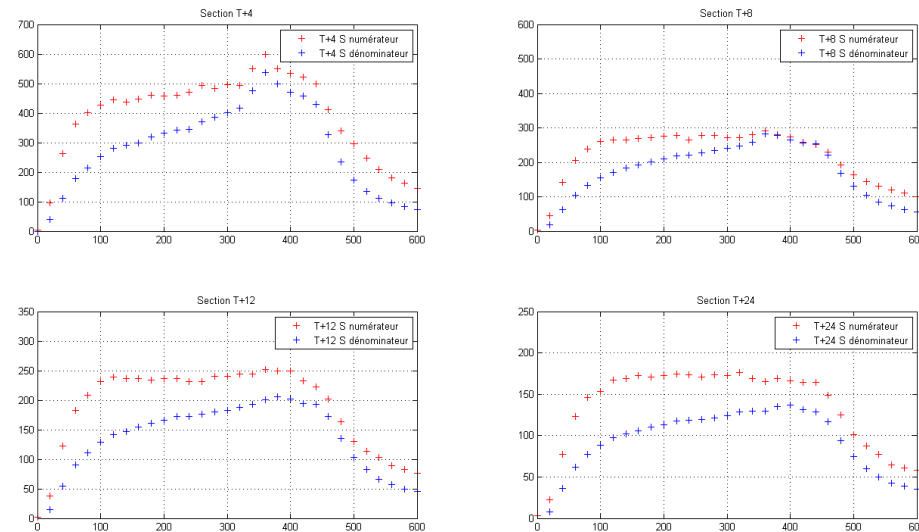 Section T+4
700
600
500
400
300
200
100
0
0 100 200 300 400 500 600
T+4 S numérateur
T+4 S dénominateur
Section T+8
600
500
400
300
200
100
0
0 100 200 300 400 500 600
T+8 S numérateur
T+8 S dénominateur
Section T+12
350
300
250
200
150
100
50
0
0 100 200 300 400 500 600
T+12 S numérateur
T+12 S dénominateur
Section T+24
250
200
150
100
50
0
0 100 200 300 400 500 600
T+24 S numérateur
T+24 S dénominateur